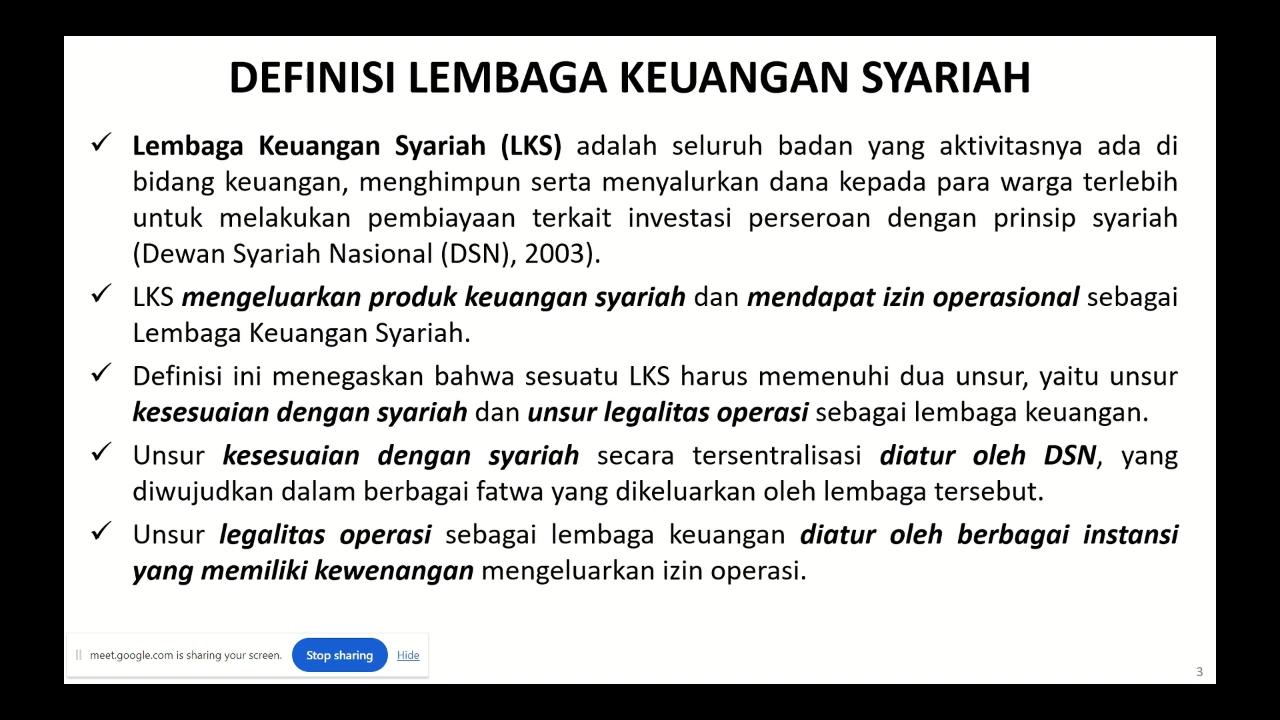 DEFINISI LEMBAGA KEUANGAN SYARIAH
✓ Lembaga Keuangan Syariah (LKS) adalah seluruh badan yang aktivitasnya ada di
bidang keuangan, menghimpun serta menyalurkan dana kepada para warga terlebih
untuk melakukan pembiayaan terkait investasi perseroan dengan prinsip syariah
(Dewan Syariah Nasional (DSN), 2003).
✓ LKS mengeluarkan produk keuangan syariah dan mendapat izin operasional sebagai
Lembaga Keuangan Syariah.
✓ Definisi ini menegaskan bahwa sesuatu LKS harus memenuhi dua unsur, yaitu unsur
kesesuaian dengan syariah dan unsur legalitas operasi sebagai lembaga keuangan.
✓ Unsur kesesuaian dengan syariah secara tersentralisasi diatur oleh DSN, yang
diwujudkan dalam berbagai fatwa yang dikeluarkan oleh lembaga tersebut.
✓ Unsur legalitas operasi sebagai lembaga keuangan diatur oleh berbagai instansi
yang memiliki kewenangan mengeluarkan izin operasi.
meet.google.com is sharing your screen. Stop sharing Hide
3